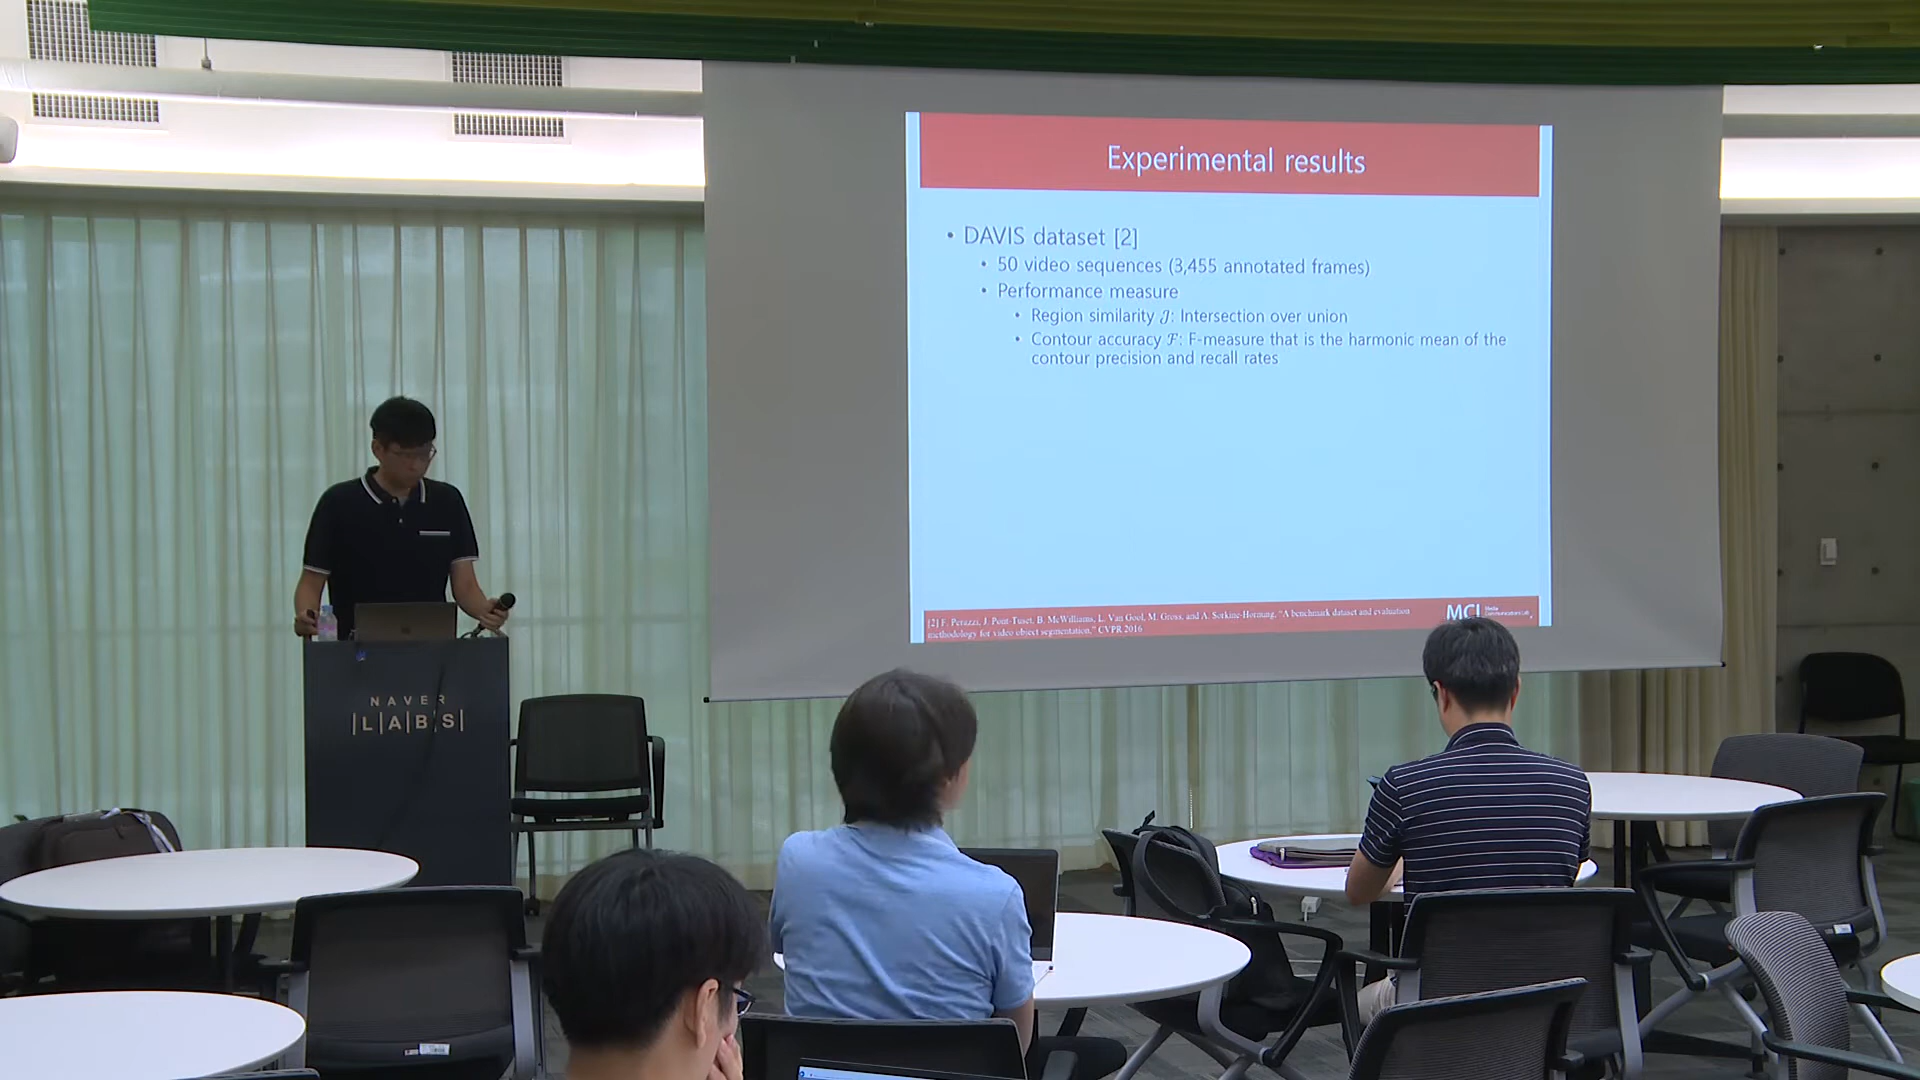 Experimental results
• DAVIS dataset [2]
• 50 video sequences (3,455 annotated frames)
• Performance measure
• Region similarity 𝒥: Intersection over union
• Contour accuracy ℱ: F-measure that is the harmonic mean of the
contour precision and recall rates
[2] F. Perazzi, J. Pont-Tuset, B. McWilliams, L. Van Gool, M. Gross, and A. Sorkine-Hornung, "A benchmark dataset and evaluation
methodology for video object segmentation," CVPR 2016
MCL
NAVER
|L|A|B|S|